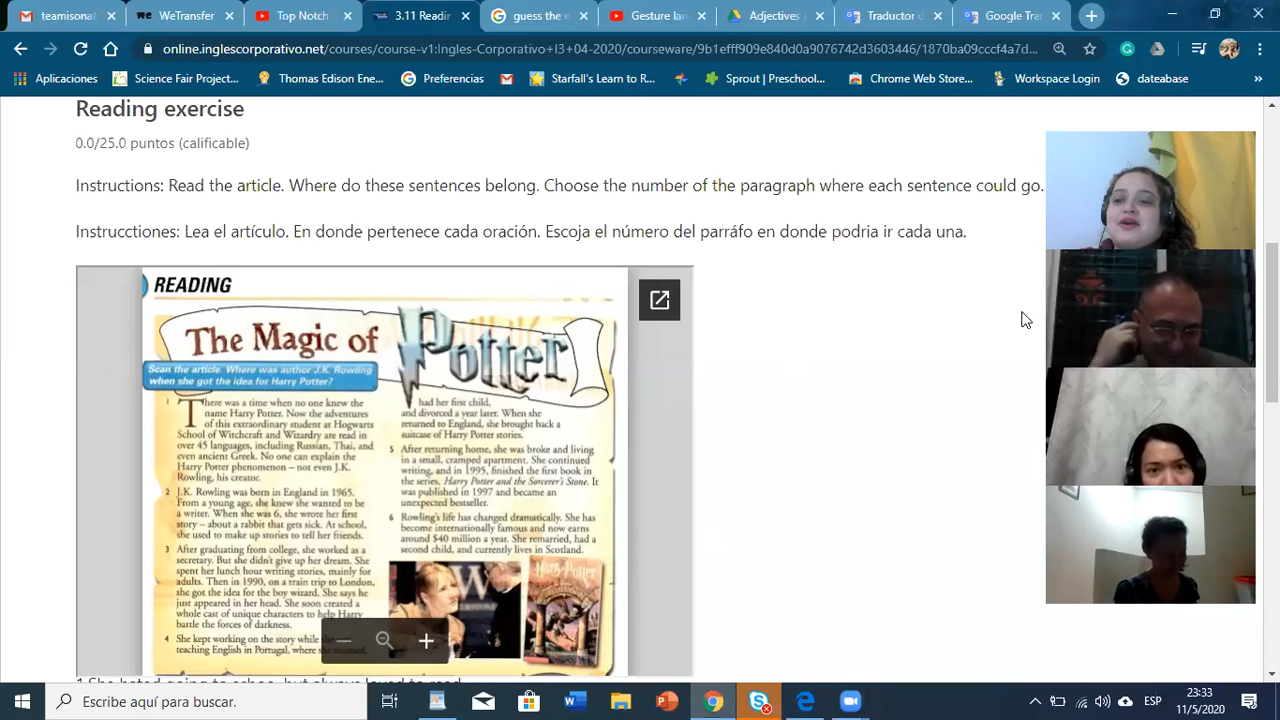 teamisonat
WeTransfer
Top Notch
3.11 Readir
guess the w
Gesture lan
Adjectives
Traductor d
Google Tra
online.inglescorporativo.net/courses/course-v1:Ingles-Corporativo+I3+04-2020/courseware/9b1efff909e840d0a9076742d3603446/1870ba09cccf4a7d...
Aplicaciones
Science Fair Projec...
Thomas Edison Ene...
Preferencias
Starfall's Learn to R...
Sprout | Preschool...
Chrome Web Store...
Workspace Login
dateabase
»
Reading exercise
0.0/25.0 puntos (calificable)
Instructions: Read the article. Where do these sentences belong. Choose the number of the paragraph where each sentence could go.
Instrucctiones: Lea el artículo. En donde pertenece cada oración. Escoja el número del parráfo en donde podria ir cada una.
READING
The Magic of Potter
Scan the article. Where was author J.K. Rowling
when she got the idea for Harry Potter?
1 There was a time when no one knew the
name Harry Potter. Now the adventures
of this extraordinary student at Hogwarts
School of Witchcraft and Wizardry are read in
over 45 languages, including Russian, Thai, and
even ancient Greek. No one can explain the
Harry Potter phenomenon – not even J.K.
Rowling, his creator.
2 J.K. Rowling was born in England in 1965.
From a young age, she knew she wanted to be
a writer. When she was 6, she wrote her first
story – about a rabbit that gets sick. At school,
she used to make up stories to tell her friends.
3 After graduating from college, she worked as a
secretary. But she didn't give up her dream. She
spent her lunch hour writing stories, mainly for
adults. Then in 1990, on a train trip to London,
she got the idea for the boy wizard. She says he
just appeared in her head. She soon created a
whole cast of unique characters to help Harry
battle the forces of darkness.
4 She kept working on the story while
teaching English in Portugal, where she married,
had her first child,
and divorced a year later. When she
returned to England, she brought back a
suitcase of Harry Potter stories.
5 After returning home, she was broke and living
in a small, cramped apartment. She continued
writing, and in 1995, finished the first book in
the series, Harry Potter and the Sorcerer's Stone. It
was published in 1997 and became an
unexpected bestseller.
6 Rowling's life has changed dramatically. She has
become internationally famous and now earns
around $40 million a year. She remarried, had a
second child, and currently lives in Scotland.
1 She hated going to schoo, but always loved to read
Escribe aquí para buscar.
ESP
23:33
11/5/2020